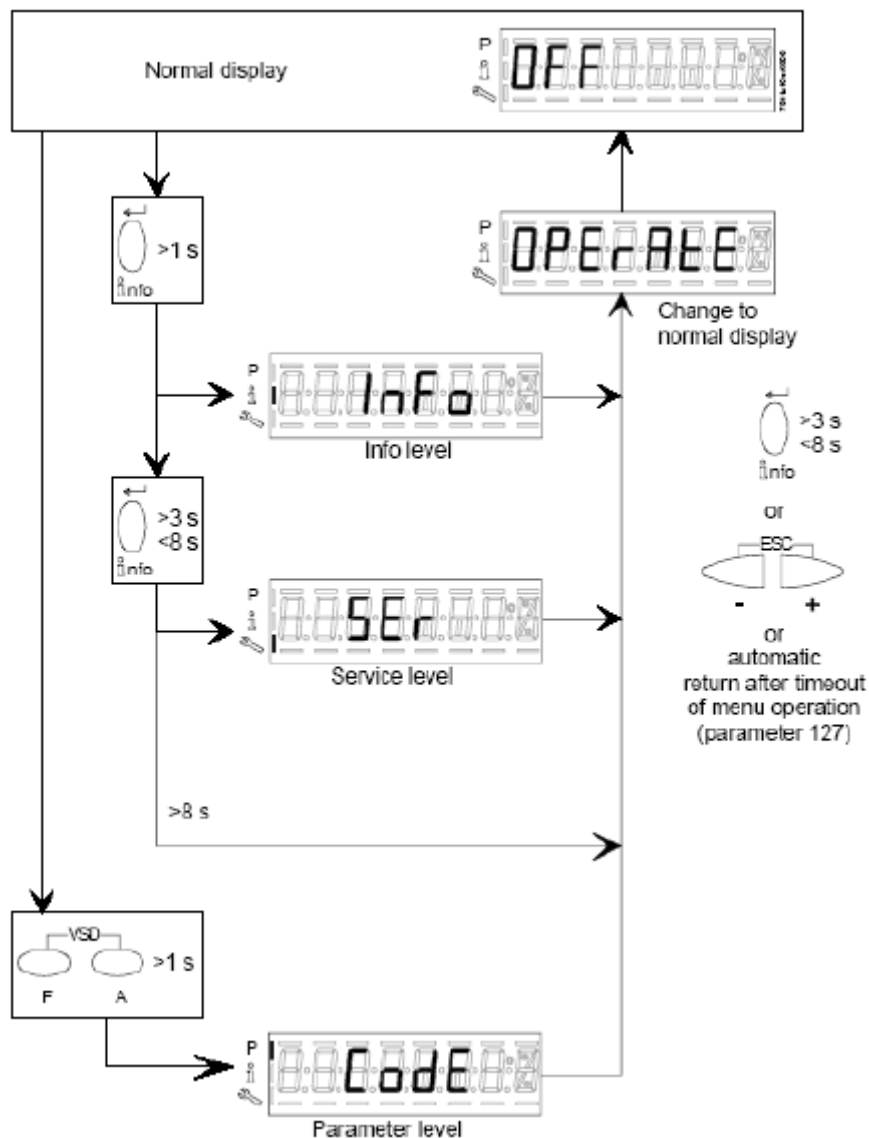 Normal display
P
OFF
>1 s
info
P
OPErAtE
Change to
normal display
P
InFo
Info level
>3 s
<8 s
info
>3 s
<8 s
info
or
ESC
- +
or
automatic
return after timeout
of menu operation
(parameter 127)
P
SEr
Service level
>8 s
VSD
>1 s
F A
P
CodE
Parameter level